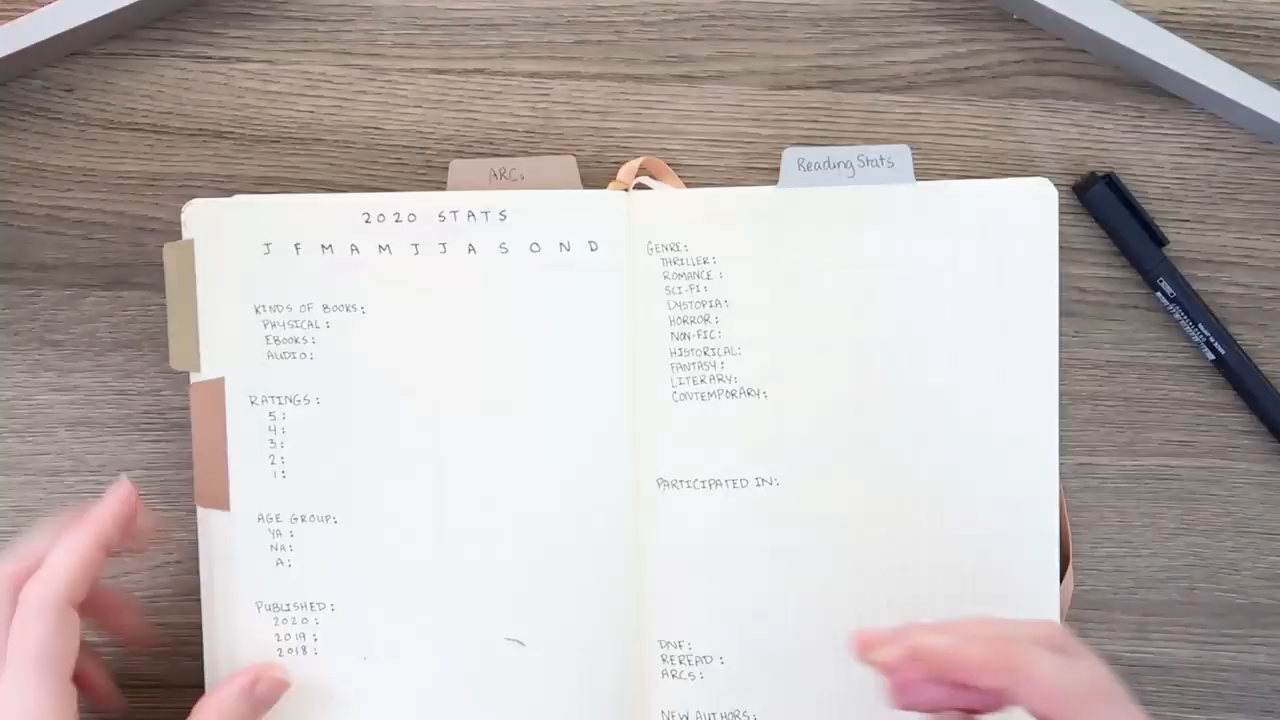 ARCs
Reading Stats
2020 STATS
J F M A M J J A S O N D
KINDS OF BOOKS:
PHYSICAL:
EBOOKS:
AUDIO:
RATINGS:
5:
4:
3:
2:
1:
AGE GROUP:
YA:
NA:
A:
PUBLISHED:
2020:
2019:
2018:
GENRE:
THRILLER:
ROMANCE:
SCI-FI:
DYSTOPIA:
HORROR:
NON-FIC:
HISTORICAL:
FANTASY:
LITERARY:
CONTEMPORARY:
PARTICIPATED IN:
DNF:
REREAD:
ARCS:
NEW AUTHORS: